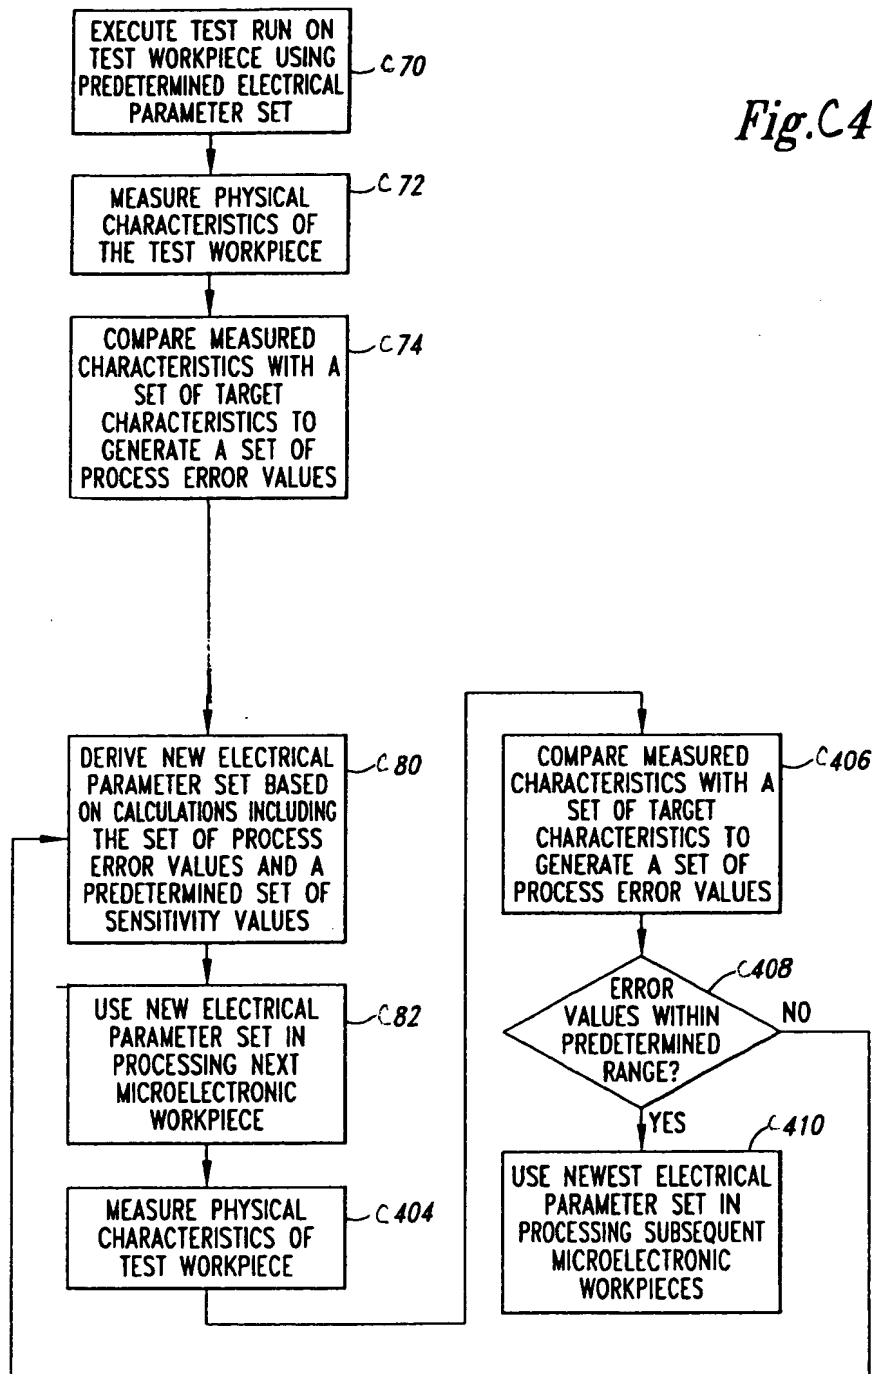 EXECUTE TEST RUN ON
TEST WORKPIECE USING
PREDETERMINED ELECTRICAL
PARAMETER SET
C70
Fig.C4
MEASURE PHYSICAL
CHARACTERISTICS OF
THE TEST WORKPIECE
C72
COMPARE MEASURED
CHARACTERISTICS WITH A
SET OF TARGET
CHARACTERISTICS TO
GENERATE A SET OF
PROCESS ERROR VALUES
C74
DERIVE NEW ELECTRICAL
PARAMETER SET BASED
ON CALCULATIONS INCLUDING
THE SET OF PROCESS
ERROR VALUES AND A
PREDETERMINED SET OF
SENSITIVITY VALUES
C80
USE NEW ELECTRICAL
PARAMETER SET IN
PROCESSING NEXT
MICROELECTRONIC
WORKPIECE
C82
MEASURE PHYSICAL
CHARACTERISTICS OF
TEST WORKPIECE
C404
COMPARE MEASURED
CHARACTERISTICS WITH A
SET OF TARGET
CHARACTERISTICS TO
GENERATE A SET OF
PROCESS ERROR VALUES
C406
ERROR
VALUES WITHIN
PREDETERMINED
RANGE?
C408
NO
YES
USE NEWEST ELECTRICAL
PARAMETER SET IN
PROCESSING SUBSEQUENT
MICROELECTRONIC
WORKPIECES
C410